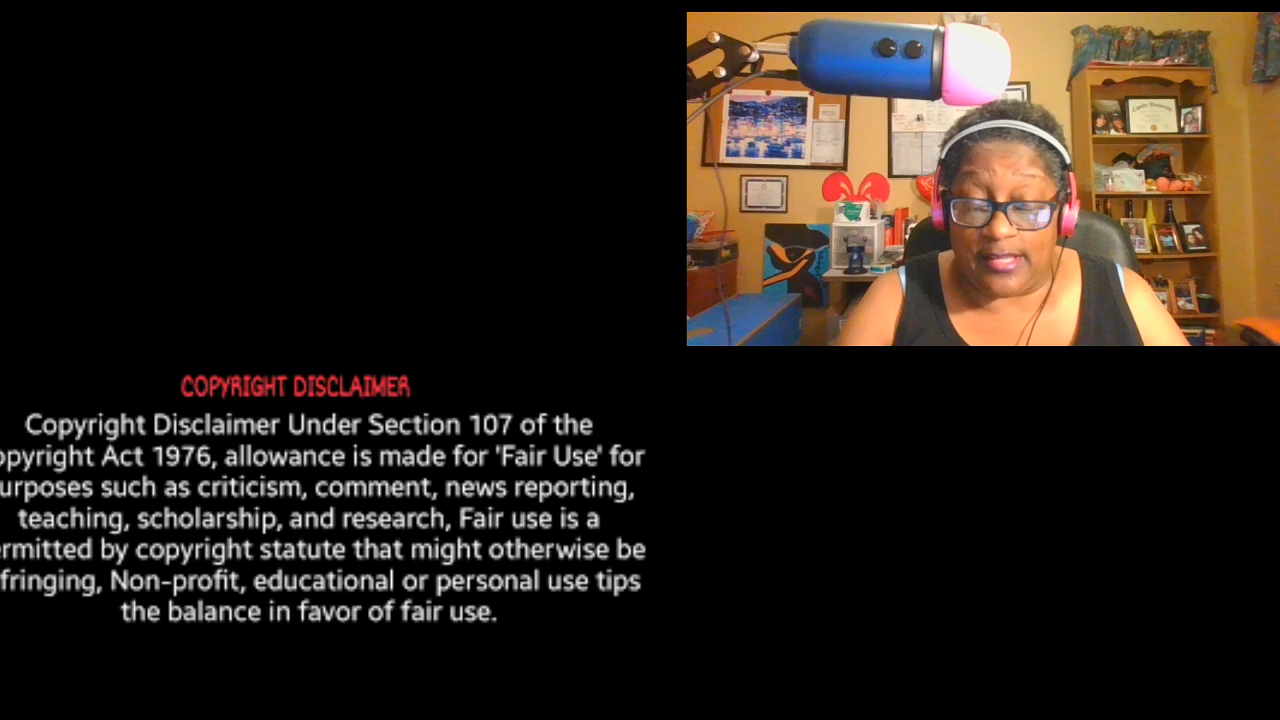 COPYRIGHT DISCLAIMER
Copyright Disclaimer Under Section 107 of the
opyright Act 1976, allowance is made for 'Fair Use' for
urposes such as criticism, comment, news reporting,
teaching, scholarship, and research, Fair use is a
ermitted by copyright statute that might otherwise be
fringing, Non-profit, educational or personal use tips
the balance in favor of fair use.